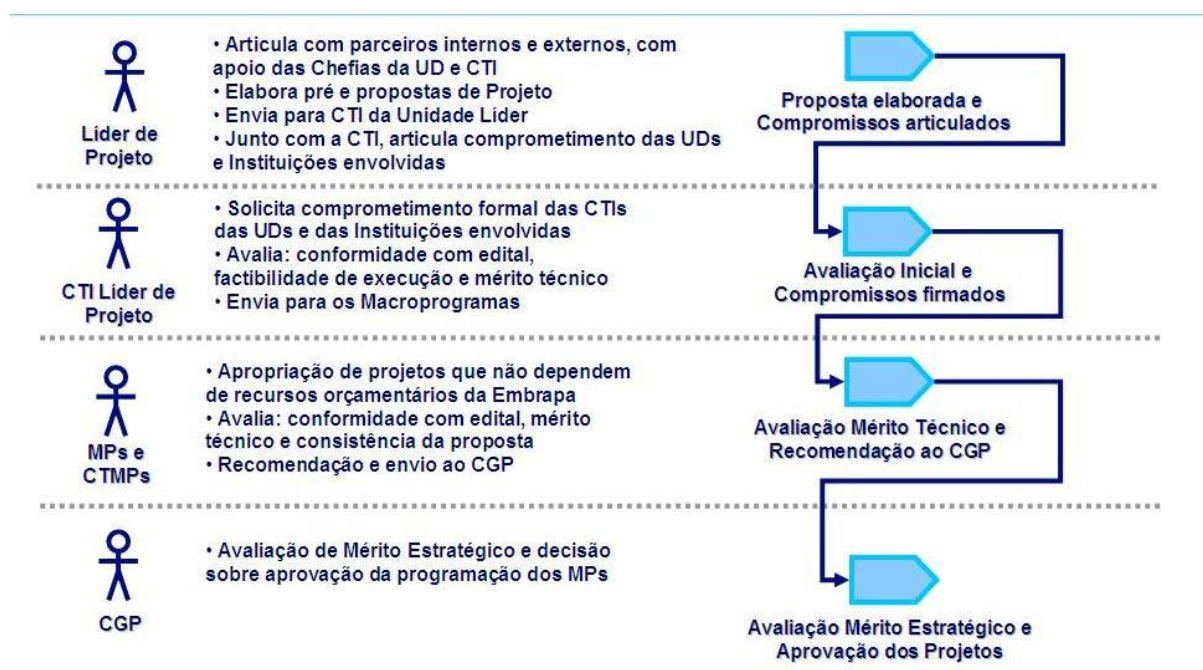 • Articula com parceiros internos e externos, com
apoio das Chefias da UD e CTI
• Elabora pré e propostas de Projeto
• Envia para CTI da Unidade Líder
• Junto com a CTI, articula comprometimento das UDs
e Instituições envolvidas
Líder de
Projeto
Proposta elaborada e
Compromissos articulados
• Solicita comprometimento formal das CTIs
das UDs e das Instituições envolvidas
• Avalia: conformidade com edital,
factibilidade de execução e mérito técnico
• Envia para os Macroprogramas
CTI Líder de
Projeto
Avaliação Inicial e
Compromissos firmados
• Apropriação de projetos que não dependem
de recursos orçamentários da Embrapa
• Avalia: conformidade com edital, mérito
técnico e consistência da proposta
• Recomendação e envio ao CGP
MPs e
CTMPs
Avaliação Mérito Técnico e
Recomendação ao CGP
• Avaliação de Mérito Estratégico e decisão
sobre aprovação da programação dos MPs
CGP
Avaliação Mérito Estratégico e
Aprovação dos Projetos